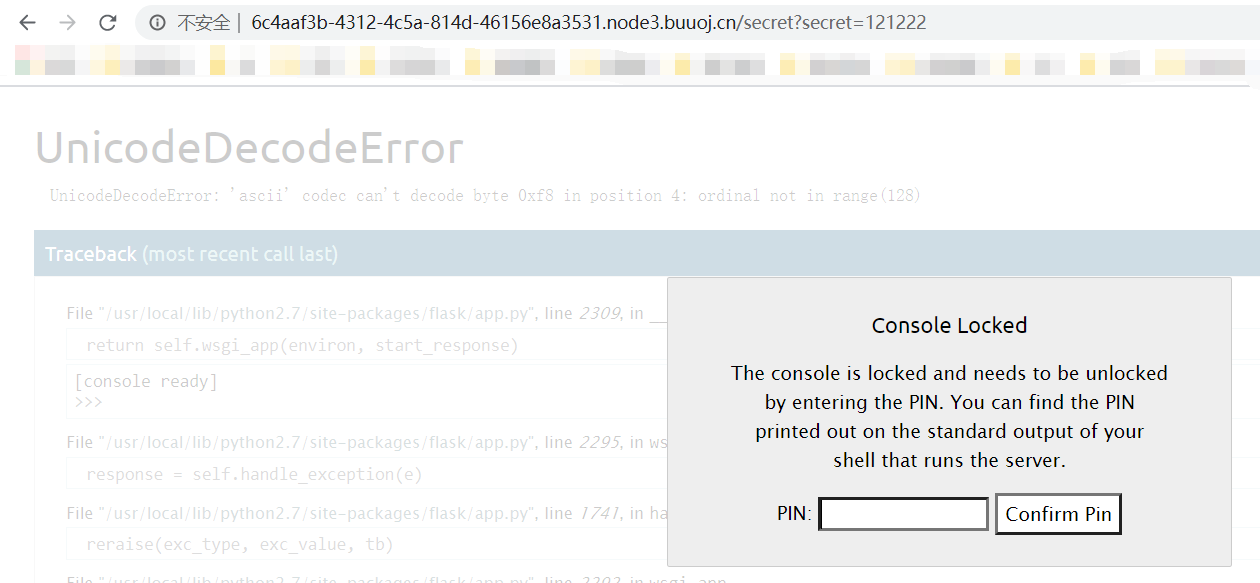 不安全 | 6c4aaf3b-4312-4c5a-814d-46156e8a3531.node3.buuoj.cn/secret?secret=121222
UnicodeDecodeError
UnicodeDecodeError: 'ascii' codec can't decode byte 0xf8 in position 4: ordinal not in range(128)
Traceback (most recent call last)
File "/usr/local/lib/python2.7/site-packages/flask/app.py", line 2309, in __
return self.wsgi_app(environ, start_response)
[console ready]
>>>
File "/usr/local/lib/python2.7/site-packages/flask/app.py", line 2295, in ws
response = self.handle_exception(e)
File "/usr/local/lib/python2.7/site-packages/flask/app.py", line 1741, in ha
reraise(exc_type, exc_value, tb)
File "/usr/local/lib/python2.7/site-packages/flask/app.py", line 2292, in wsgi_app
Console Locked
The console is locked and needs to be unlocked
by entering the PIN. You can find the PIN
printed out on the standard output of your
shell that runs the server.
PIN:
Confirm Pin